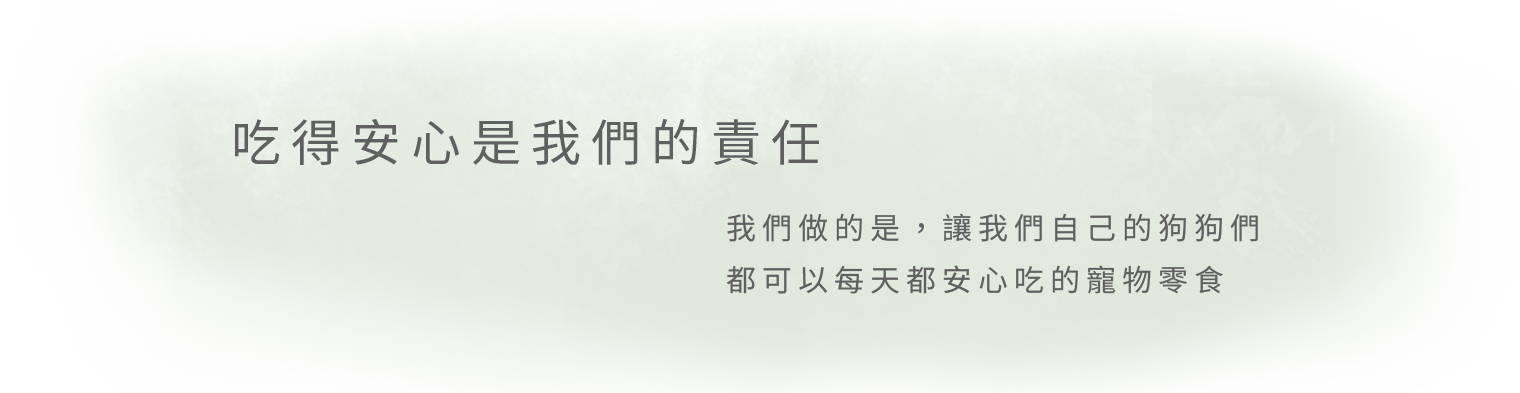 吃得安心是我們的責任
我們做的是，讓我們自己的狗狗們
都可以每天都安心吃的寵物零食